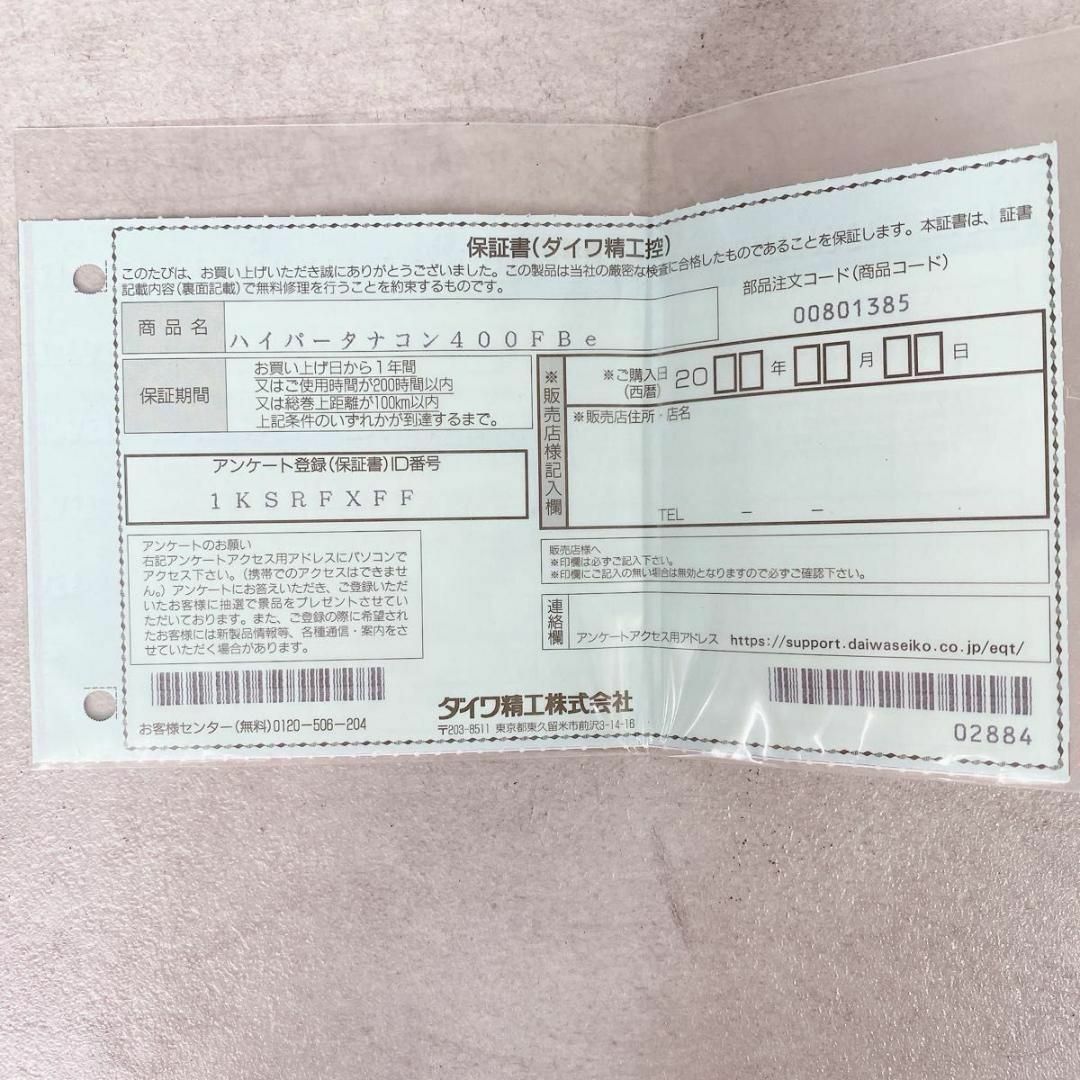 保証書(ダイワ精工控)
このたびは、お買い上げいただき誠にありがとうございました。この製品は当社の厳密な検査に合格したものであることを保証します。本証書は、証書
記載内容(裏面記載)で無料修理を行うことを約束するものです。
部品注文コード(商品コード)
00801385
商品名
ハイパータナコン400FBe
保証期間
お買い上げ日から1年間
又はご使用時間が200時間以内
又は総巻上距離が100km以内
上記条件のいずれかが到達するまで。
※販売店様記入欄
※ご購入日
(西暦)
20 年 月 日
※販売店住所・店名
TEL － －
アンケート登録(保証書)ID番号
1KSRFXFF
アンケートのお願い
右記アンケートアクセス用アドレスにパソコンで
アクセス下さい。(携帯でのアクセスはできませ
ん。)アンケートにお答えいただき、ご登録いただ
いたお客様に抽選で景品をプレゼントさせてい
ただいております。また、ご登録の際に希望され
たお客様には新製品情報等、各種通信・案内をさ
せていただく場合があります。
販売店様へ
※印欄は必ずご記入下さい。
※印欄にご記入の無い場合は無効となりますので必ずご確認下さい。
連絡欄
アンケートアクセス用アドレス https://support.daiwaseiko.co.jp/eqt/
お客様センター(無料)0120-506-204
ダイワ精工株式会社
〒203-8511 東京都東久留米市前沢3-14-16
02884